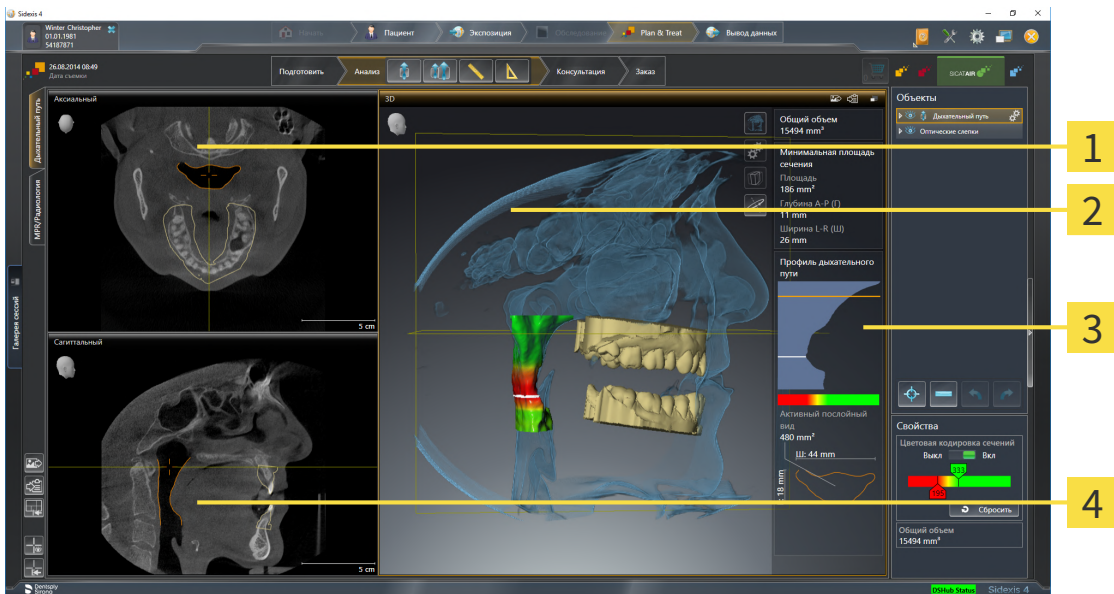 Sidexis 4
Winter Christopher
01.01.1981
54187871
Начать
Пациент
Экспозиция
Обследование
Plan & Treat
Вывод данных
26.08.2014 08:49
Дата съемки
Подготовить
Анализ
Консультация
Заказ
SICAT AIR
Дыхательный путь
MPR/Радиология
Галерея сессий
Аксиальный
5 cm
Сагиттальный
5 cm
3D
Общий объем
15494 mm³
Минимальная площадь
сечения
Площадь
186 mm²
Глубина A-P (Г)
11 mm
Ширина L-R (Ш)
26 mm
Профиль дыхательного
пути
Активный послойный
вид
480 mm²
Ш: 44 mm
18 mm
Объекты
Дыхательный путь
Оптические слепки
Свойства
Цветовая кодировка сечений
Выкл
Вкл
333
195
Сбросить
Общий объем
15494 mm³
1
2
3
4
Dentsply
Sirona
DSHub Status
Sidexis 4